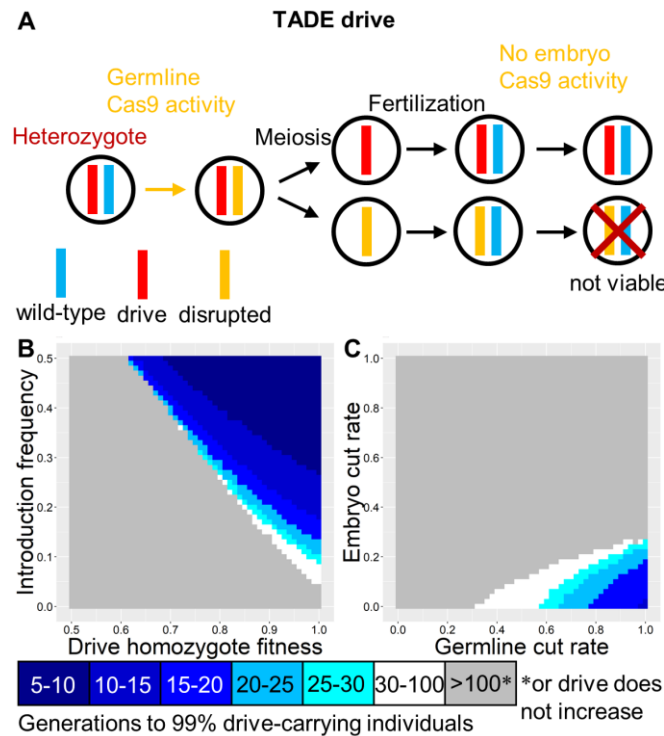 A
TADE drive
Germline
Cas9 activity
No embryo
Cas9 activity
Fertilization
Heterozygote
Meiosis
wild-type
drive
disrupted
not viable
B
Introduction frequency
0.5
0.4
0.3
0.2
0.1
0.0
0.5
0.6
0.7
0.8
0.9
1.0
Drive homozygote fitness
C
Embryo cut rate
1.0
0.8
0.6
0.4
0.2
0.0
0.0
0.2
0.4
0.6
0.8
1.0
Germline cut rate
5-10
10-15
15-20
20-25
25-30
30-100
>100*
*or drive does
not increase
Generations to 99% drive-carrying individuals